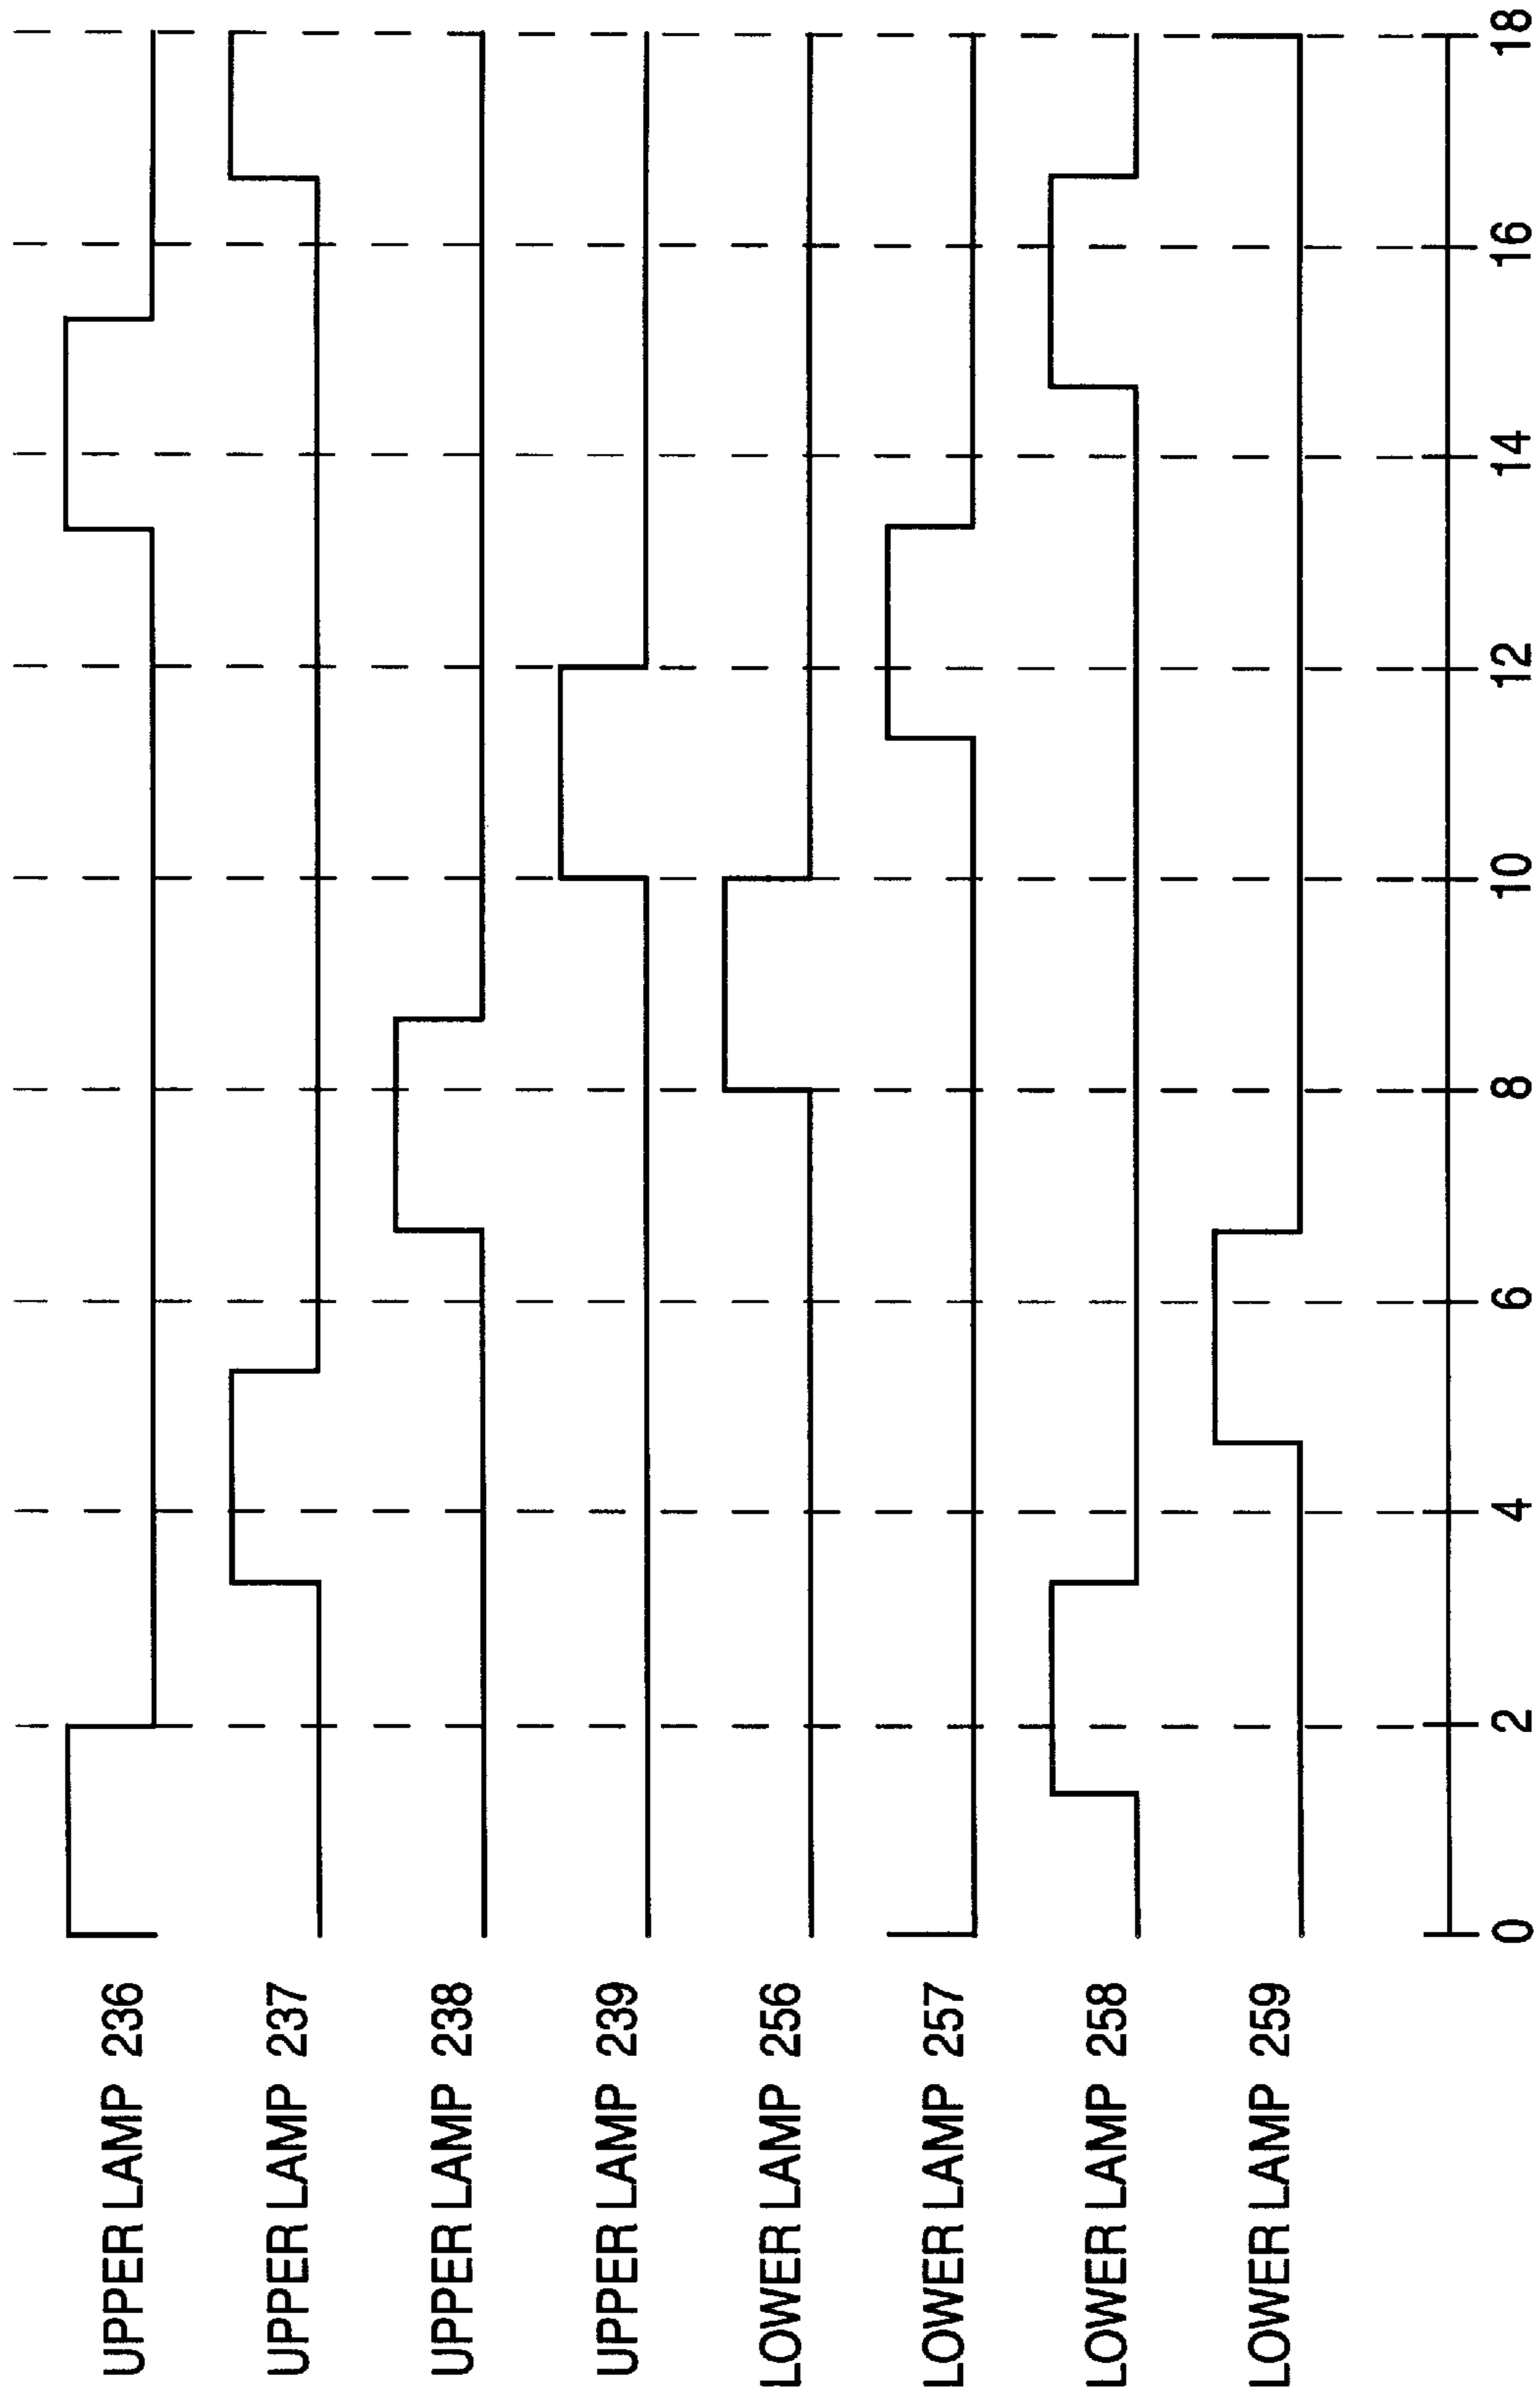 UPPER LAMP 236
UPPER LAMP 237
UPPER LAMP 238
UPPER LAMP 239
LOWER LAMP 256
LOWER LAMP 257
LOWER LAMP 258
LOWER LAMP 259
0 2 4 6 8 10 12 14 16 18